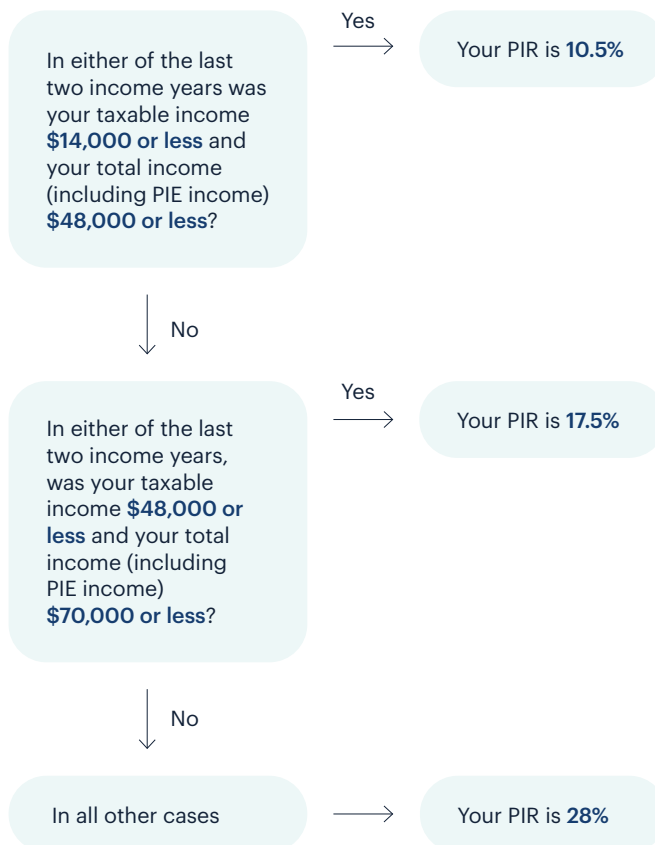 In either of the last
two income years was
your taxable income
$14,000 or less and
your total income
(including PIE income)
$48,000 or less?
Yes
Your PIR is 10.5%
No
In either of the last
two income years,
was your taxable
income $48,000 or
less and your total
income (including
PIE income)
$70,000 or less?
Yes
Your PIR is 17.5%
No
In all other cases
Your PIR is 28%